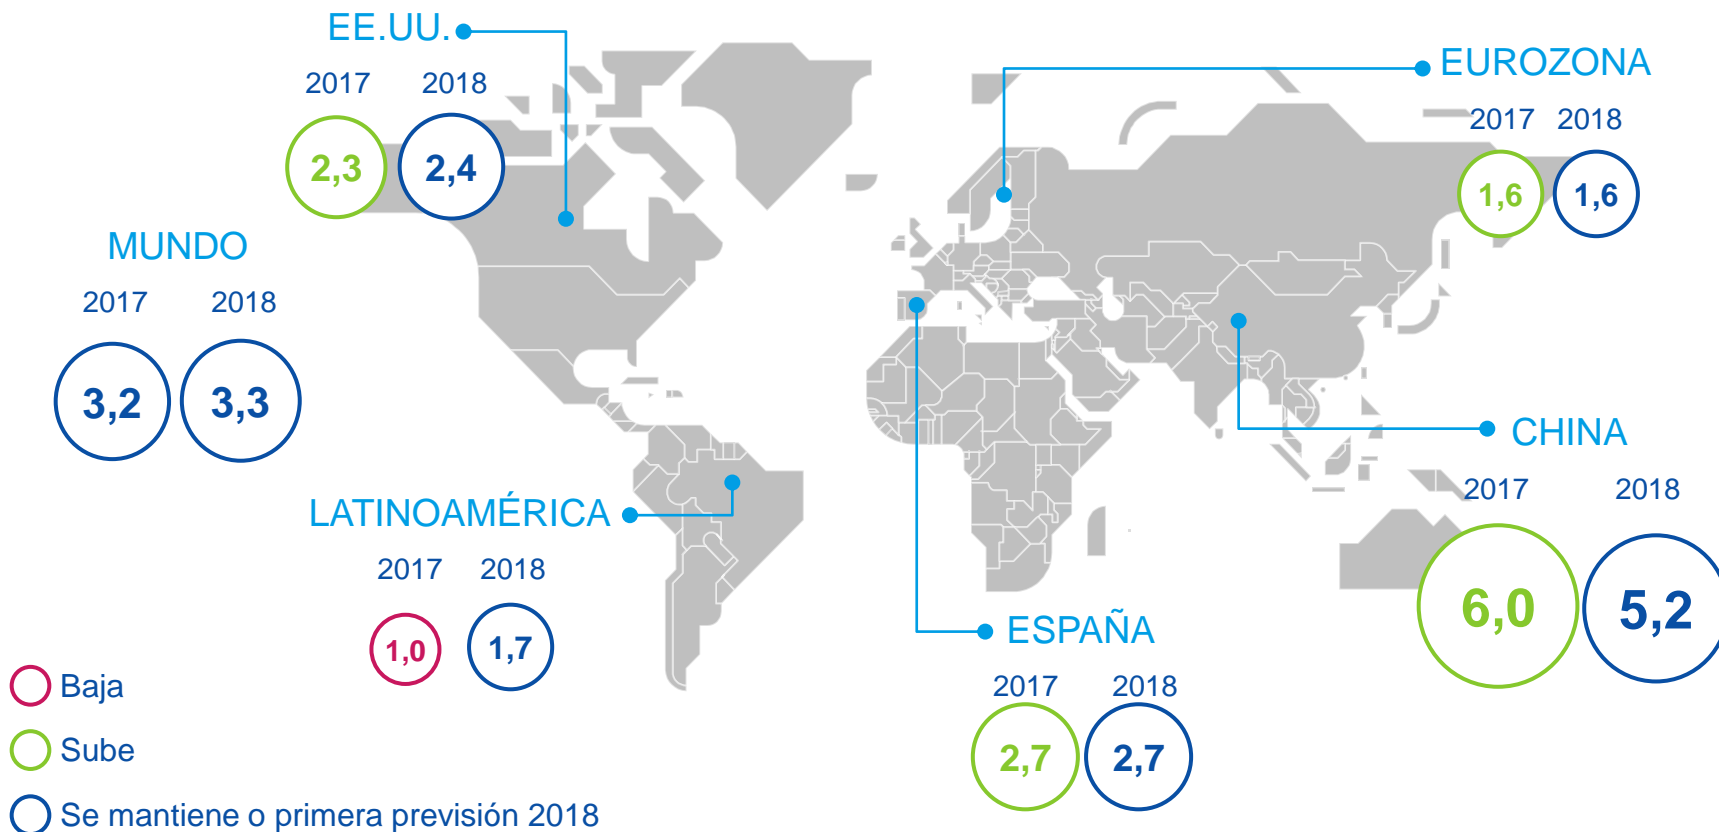 EE.UU.
2017 2018
2,3 2,4
EUROZONA
2017 2018
1,6 1,6
MUNDO
2017 2018
3,2 3,3
CHINA
2017 2018
6,0 5,2
LATINOAMÉRICA
2017 2018
1,0 1,7
ESPAÑA
2017 2018
2,7 2,7
Baja
Sube
Se mantiene o primera previsión 2018